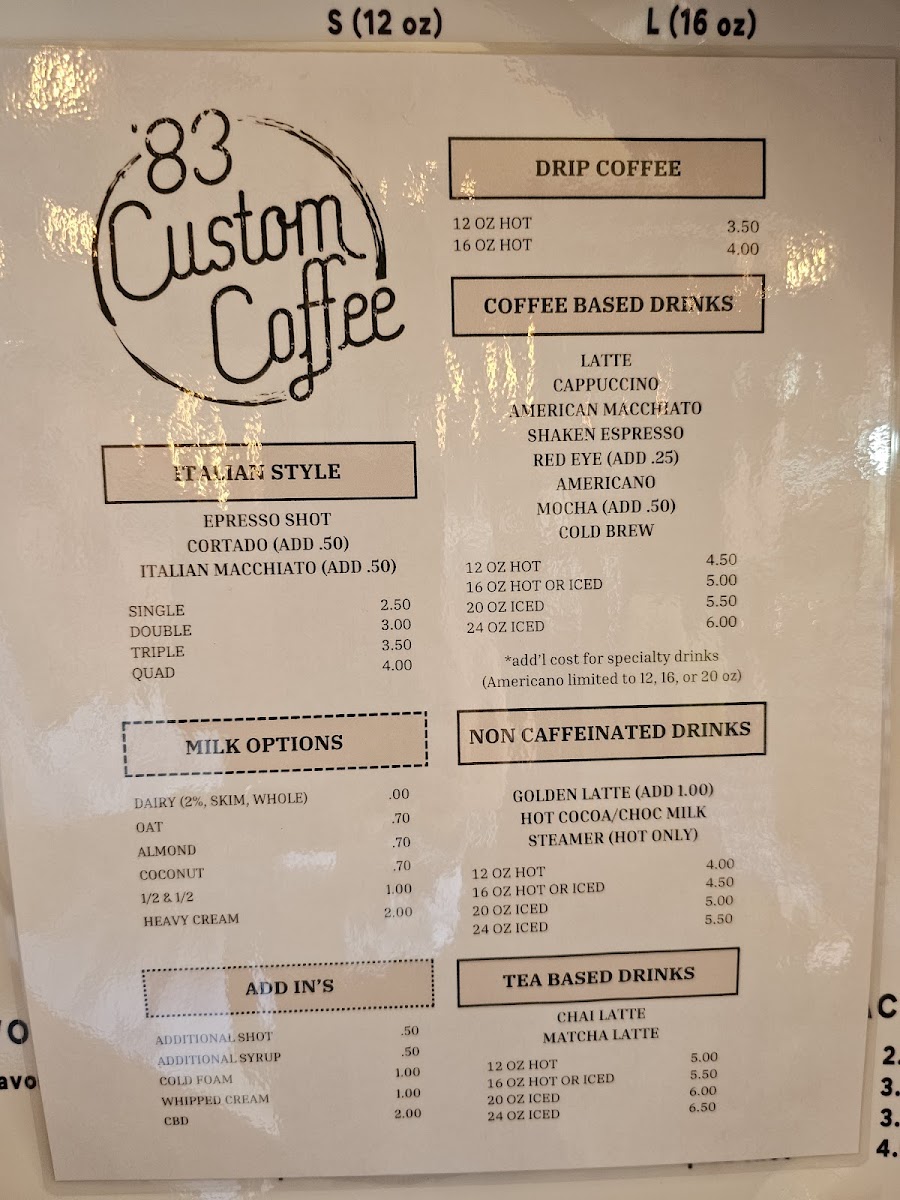 S (12 oz) L (16 oz)
'83
Custom
Coffee
ITALIAN STYLE
EPRESSO SHOT
CORTADO (ADD .50)
ITALIAN MACCHIATO (ADD .50)
SINGLE 2.50
DOUBLE 3.00
TRIPLE 3.50
QUAD 4.00
MILK OPTIONS
DAIRY (2%, SKIM, WHOLE) .00
OAT .70
ALMOND .70
COCONUT .70
1/2 & 1/2 1.00
HEAVY CREAM 2.00
ADD IN'S
ADDITIONAL SHOT .50
ADDITIONAL SYRUP .50
COLD FOAM 1.00
WHIPPED CREAM 1.00
CBD 2.00
DRIP COFFEE
12 OZ HOT 3.50
16 OZ HOT 4.00
COFFEE BASED DRINKS
LATTE
CAPPUCCINO
AMERICAN MACCHIATO
SHAKEN ESPRESSO
RED EYE (ADD .25)
AMERICANO
MOCHA (ADD .50)
COLD BREW
12 OZ HOT 4.50
16 OZ HOT OR ICED 5.00
20 OZ ICED 5.50
24 OZ ICED 6.00
*add'l cost for specialty drinks
(Americano limited to 12, 16, or 20 oz)
NON CAFFEINATED DRINKS
GOLDEN LATTE (ADD 1.00)
HOT COCOA/CHOC MILK
STEAMER (HOT ONLY)
12 OZ HOT 4.00
16 OZ HOT OR ICED 4.50
20 OZ ICED 5.00
24 OZ ICED 5.50
TEA BASED DRINKS
CHAI LATTE
MATCHA LATTE
12 OZ HOT 5.00
16 OZ HOT OR ICED 5.50
20 OZ ICED 6.00
24 OZ ICED 6.50